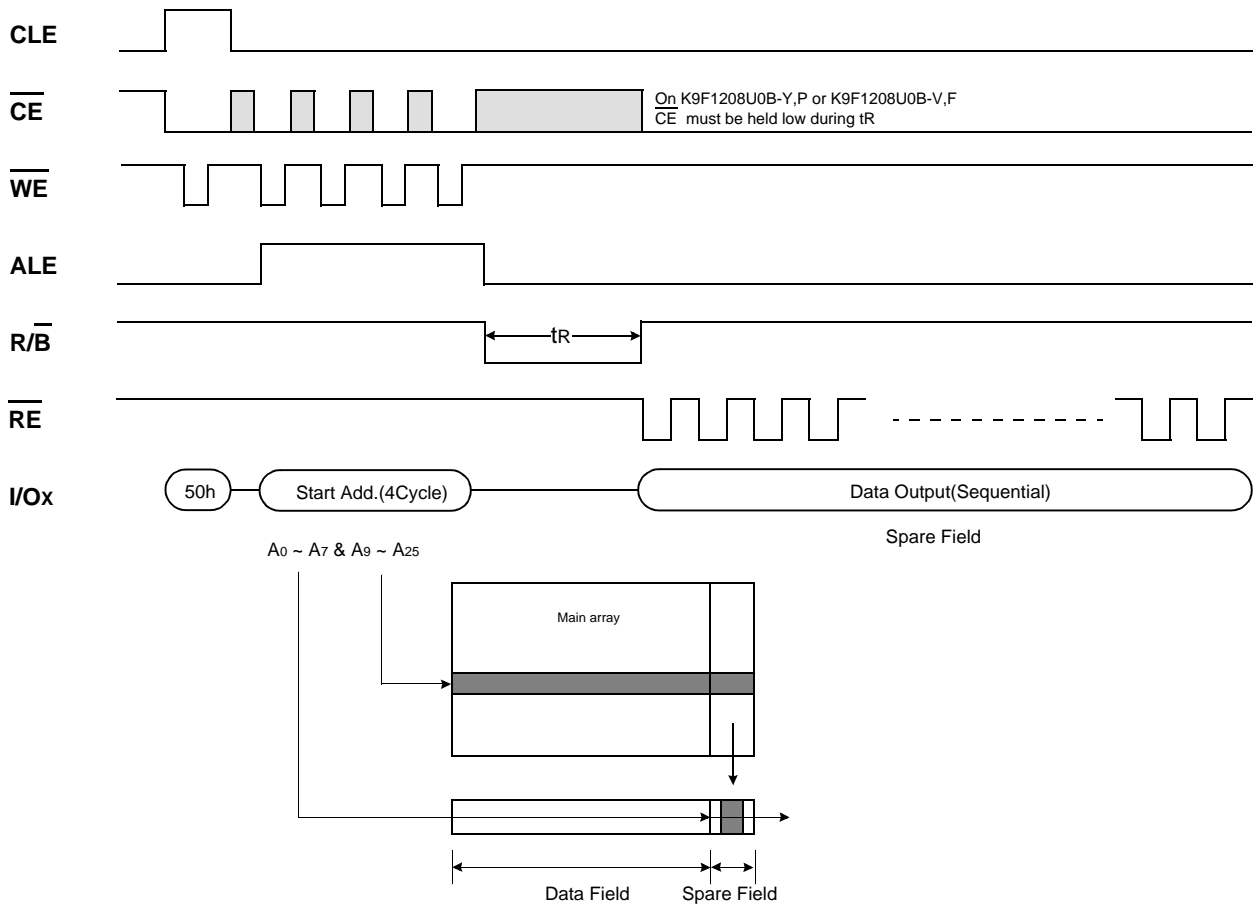 CLE
CE
On K9F1208U0B-Y,P or K9F1208U0B-V,F
CE must be held low during tR
WE
ALE
R/B
tR
RE
I/Ox
50h
Start Add.(4Cycle)
Data Output(Sequential)
Spare Field
A0 ~ A7 & A9 ~ A25
Main array
Data Field
Spare Field